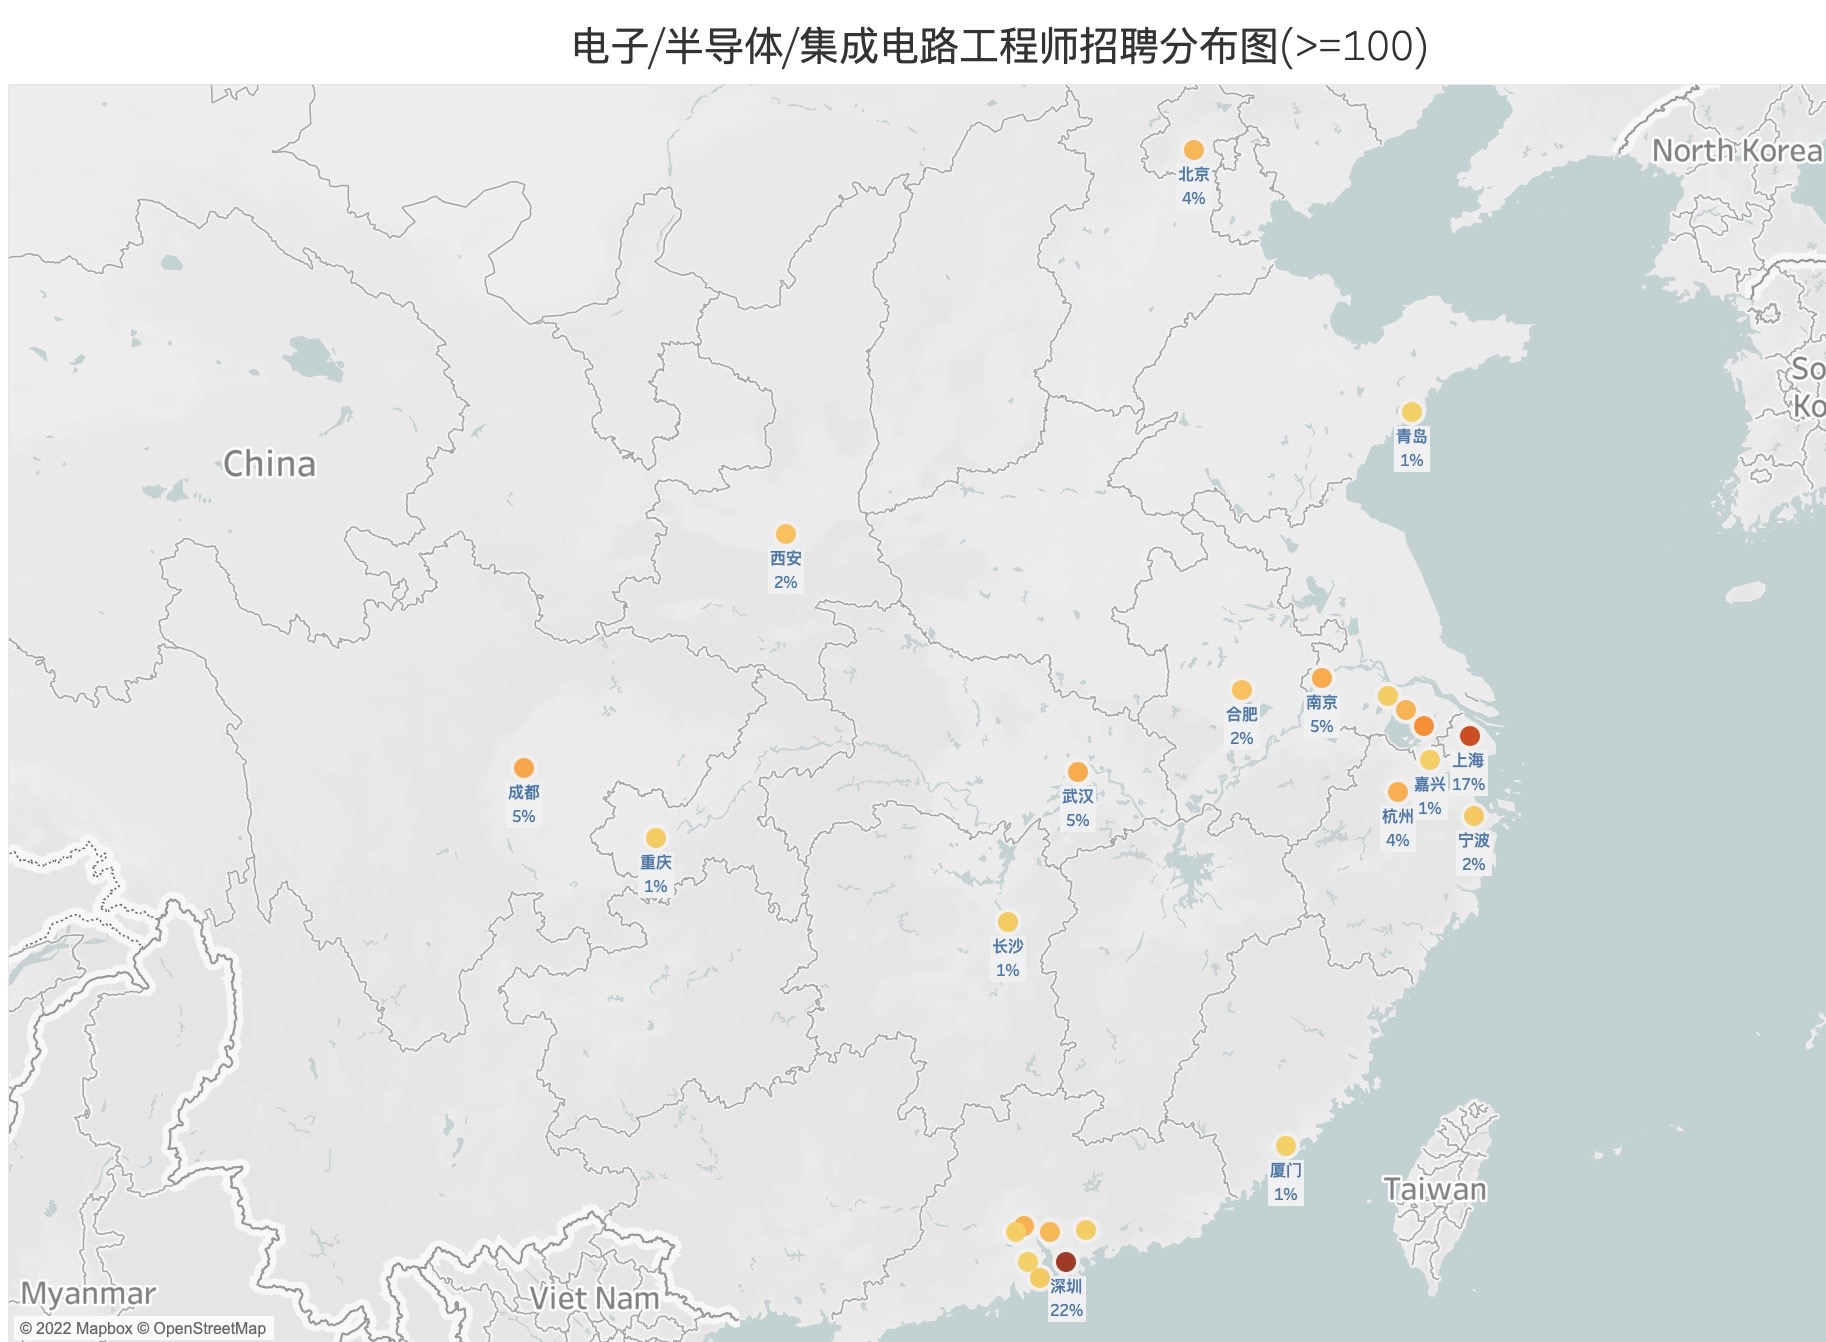 电子/半导体/集成电路工程师招聘分布图(>=100)
North Korea
北京
4%
So
Ko
青岛
1%
China
西安
2%
南京
5%
合肥
2%
上海
17%
嘉兴
1%
杭州
4%
宁波
2%
成都
5%
武汉
5%
重庆
1%
长沙
1%
厦门
1%
Taiwan
深圳
22%
Myanmar
Viet Nam
© 2022 Mapbox © OpenStreetMap